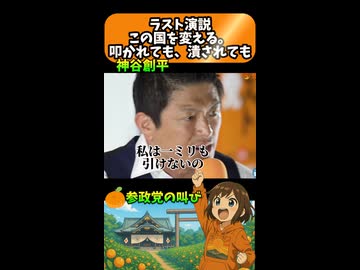 ラスト演説
この国を変える。
叩かれても、潰されても
神谷創平
私は一ミリも
引けないの
参政党の叫び